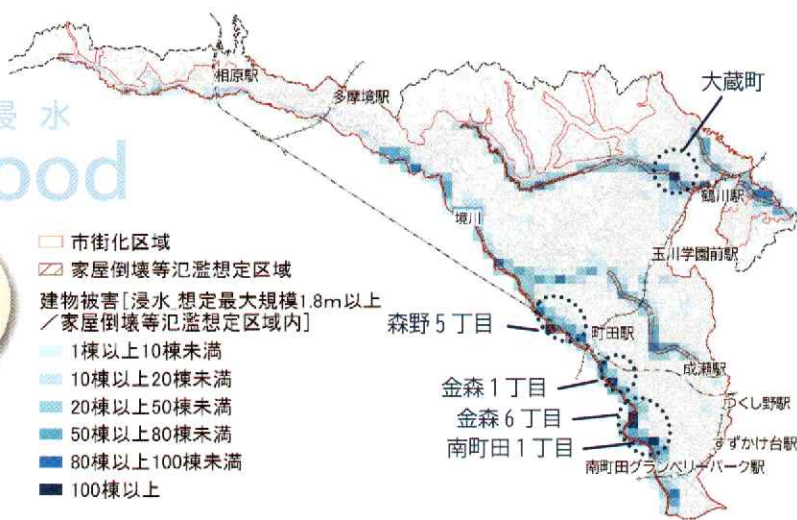 浸水
ood
市街化区域
家屋倒壊等氾濫想定区域
建物被害[浸水 想定最大規模1.8m以上
/家屋倒壊等氾濫想定区域内]
1棟以上10棟未満
10棟以上20棟未満
20棟以上50棟未満
50棟以上80棟未満
80棟以上100棟未満
100棟以上
相原駅
多摩境駅
大蔵町
鶴川駅
境川
玉川学園前駅
森野5丁目
町田駅
成瀬駅
金森1丁目
つくし野駅
金森6丁目
すずかけ台駅
南町田1丁目
南町田グランベリーパーク駅